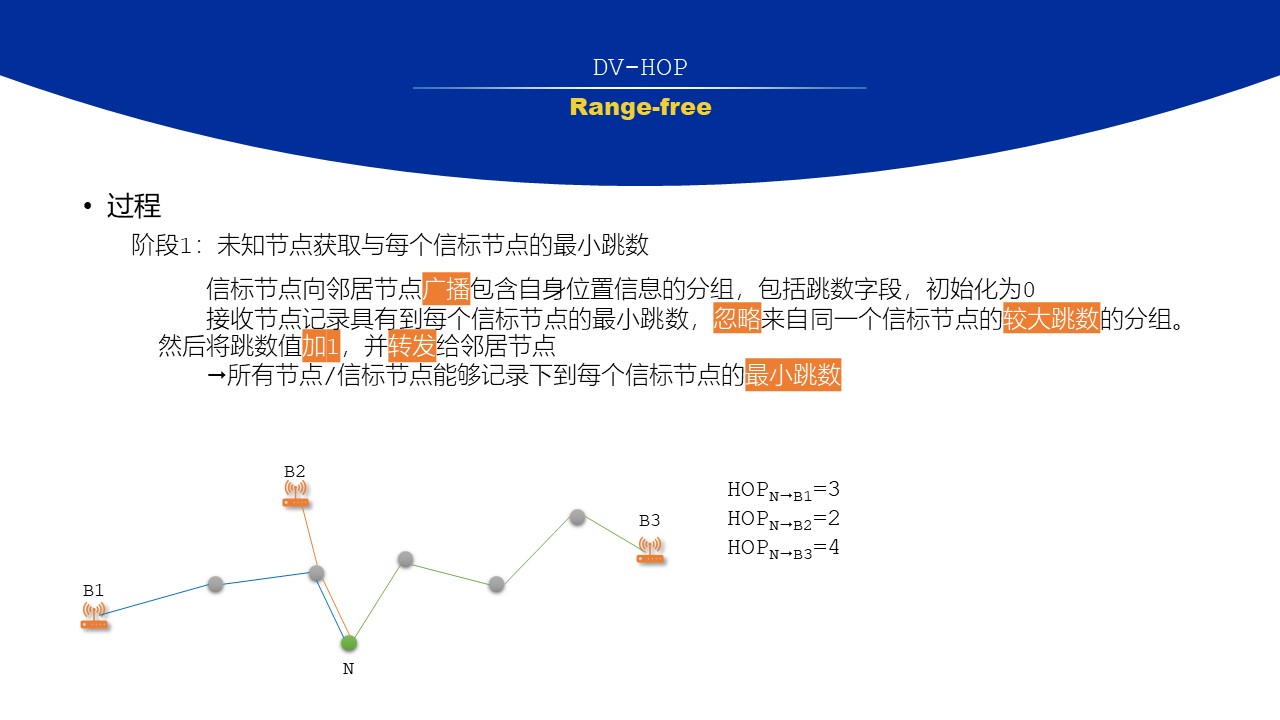 DV-HOP
Range-free
• 过程
阶段1：未知节点获取与每个信标节点的最小跳数
信标节点向邻居节点广播包含自身位置信息的分组，包括跳数字段，初始化为0
接收节点记录具有到每个信标节点的最小跳数，忽略来自同一个信标节点的较大跳数的分组。
然后将跳数值加1，并转发给邻居节点
→所有节点/信标节点能够记录下到每个信标节点的最小跳数
B2
B3
B1
N
HOPN→B1=3
HOPN→B2=2
HOPN→B3=4